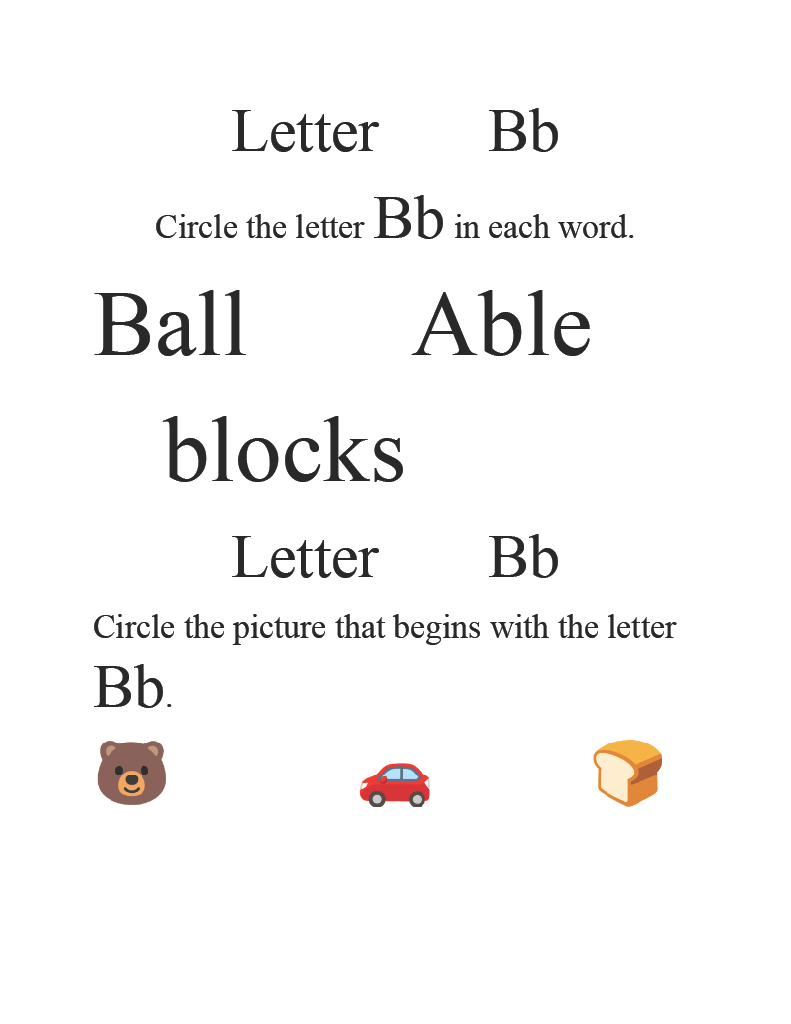 Letter Bb
Circle the letter Bb in each word.
Ball Able
blocks
Letter Bb
Circle the picture that begins with the letter
Bb.